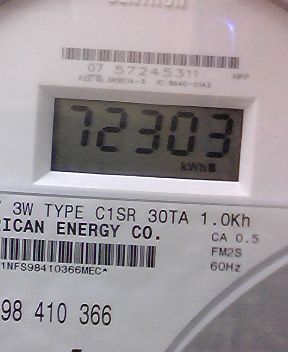 07 57245311
72303
kWh
3W TYPE C1SR 30TA 1.0Kh
RICAN ENERGY CO.
CA 0.5
FM2S
60Hz
1NFS98410366MEC*
98 410 366